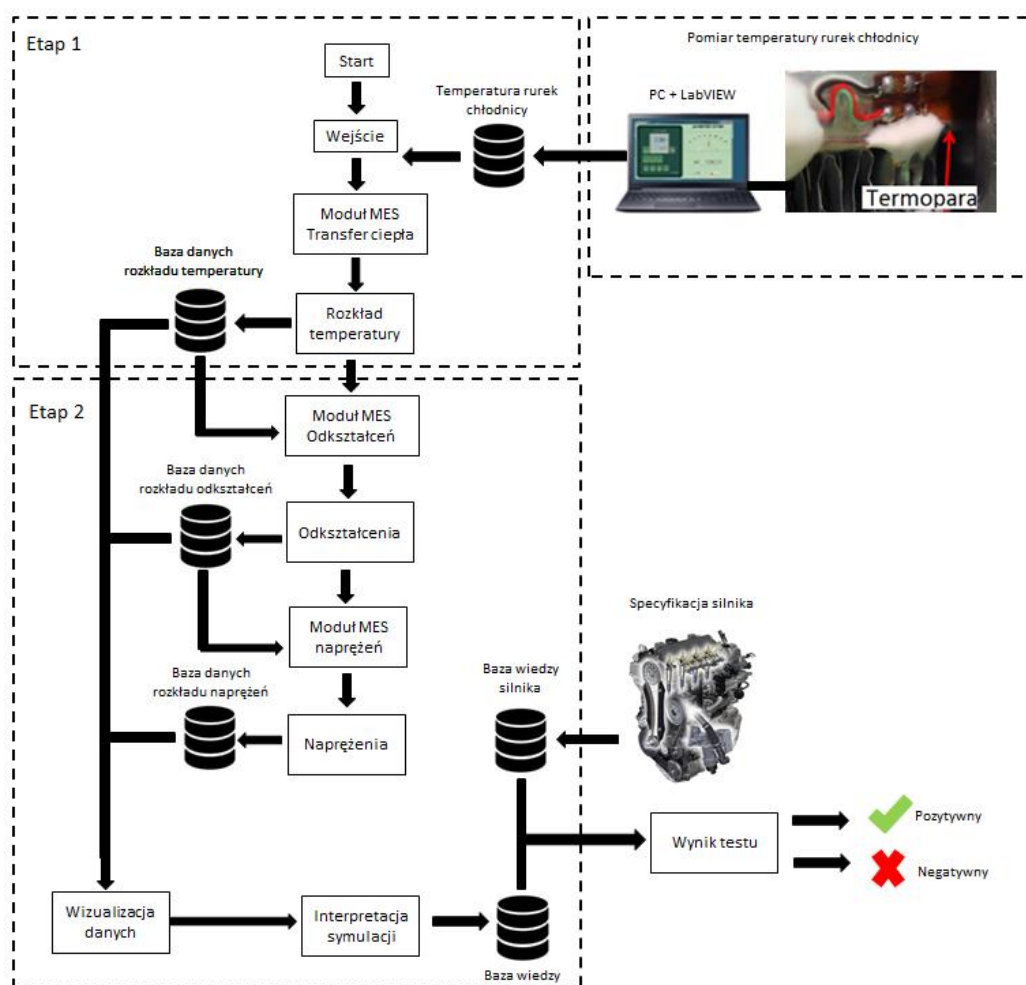 Etap 1
Start
Wejście
Temperatura rurek
chłodnicy
Pomiar temperatury rurek chłodnicy
PC + LabVIEW
Termopara
Moduł MES
Transfer ciepła
Baza danych
rozkładu temperatury
Rozkład
temperatury
Etap 2
Moduł MES
Odkształceń
Baza danych
rozkładu odkształceń
Odkształcenia
Moduł MES
naprężeń
Baza danych
rozkładu naprężeń
Naprężenia
Specyfikacja silnika
Baza wiedzy
silnika
Wynik testu
Pozytywny
Negatywny
Wizualizacja
danych
Interpretacja
symulacji
Baza wiedzy